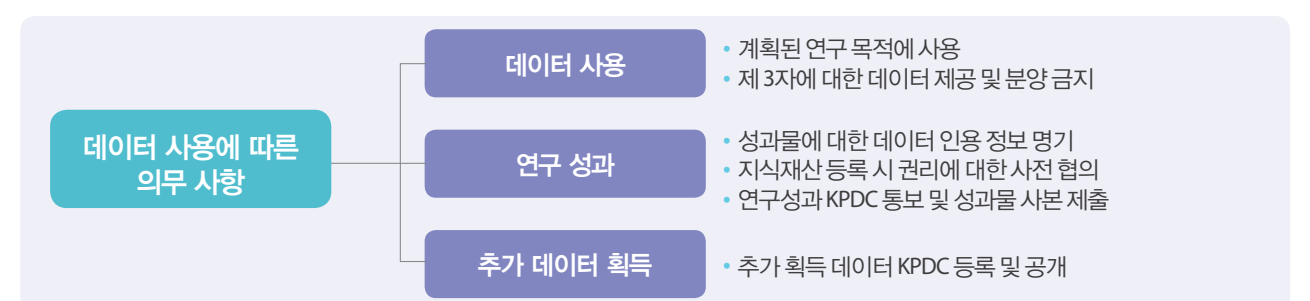 데이터 사용에 따른
의무 사항
데이터 사용
• 계획된 연구 목적에 사용
• 제 3자에 대한 데이터 제공 및 분양 금지
연구 성과
• 성과물에 대한 데이터 인용 정보 명기
• 지식재산 등록 시 권리에 대한 사전 협의
• 연구성과 KPDC 통보 및 성과물 사본 제출
추가 데이터 획득
• 추가 획득 데이터 KPDC 등록 및 공개